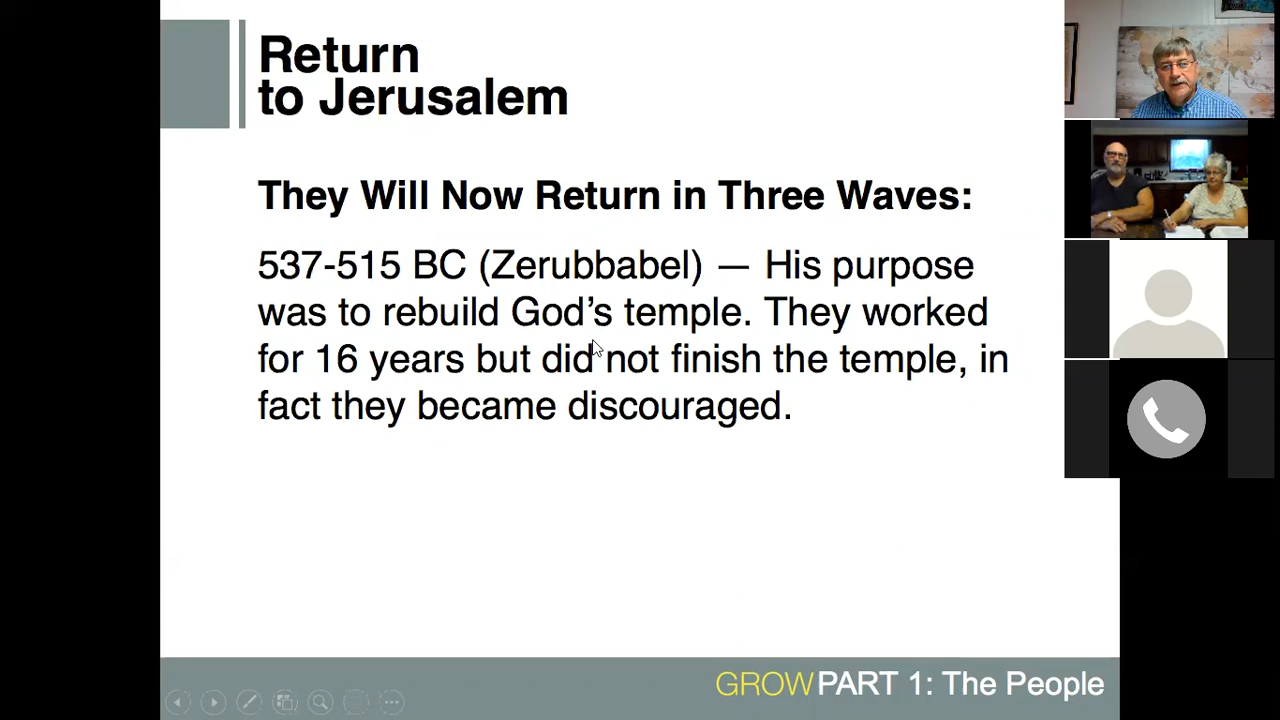 Return
to Jerusalem
They Will Now Return in Three Waves:
537-515 BC (Zerubbabel) — His purpose
was to rebuild God’s temple. They worked
for 16 years but did not finish the temple, in
fact they became discouraged.
GROWPART 1: The People